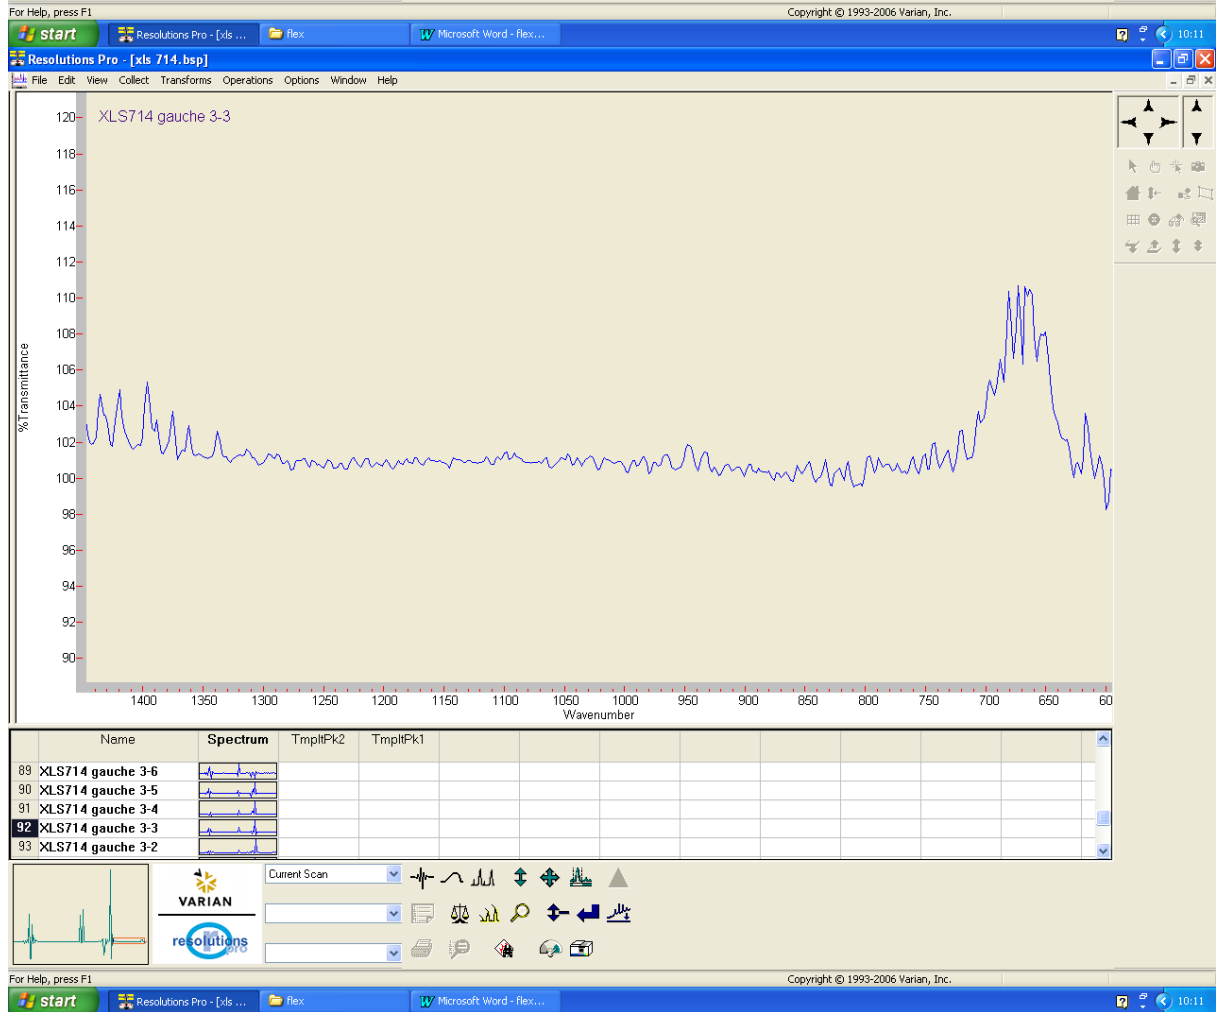 For Help, press F1 Copyright © 1993-2006 Varian, Inc.
start Resolutions Pro - [xls ... flex Microsoft Word - flex... 10:11
Resolutions Pro - [xls 714.bsp]
File Edit View Collect Transforms Operations Options Window Help
XLS714 gauche 3-3
120
118
116
114
112
110
108
106
104
102
100
98
96
94
92
90
%Transmittance
1400 1350 1300 1250 1200 1150 1100 1050 1000 950 900 850 800 750 700 650 60
Wavenumber
Name Spectrum TmpltPk2 TmpltPk1
89 XLS714 gauche 3-6
90 XLS714 gauche 3-5
91 XLS714 gauche 3-4
92 XLS714 gauche 3-3
93 XLS714 gauche 3-2
Current Scan
VARIAN
resolutions
pro
For Help, press F1 Copyright © 1993-2006 Varian, Inc.
start Resolutions Pro - [xls ... flex Microsoft Word - flex... 10:11